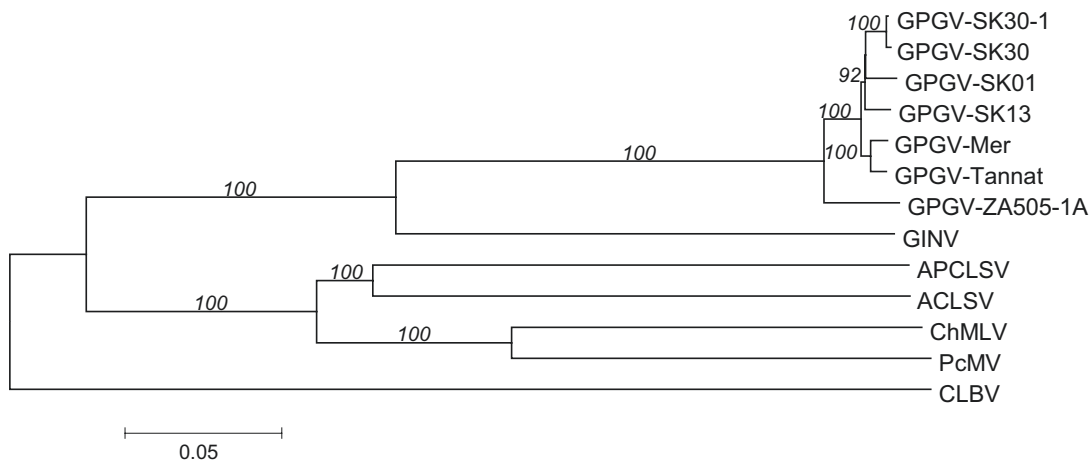 100 GPGV-SK30-1
GPGV-SK30
92 GPGV-SK01
100 GPGV-SK13
100 GPGV-Mer
100 GPGV-Tannat
100 GPGV-ZA505-1A
GINV
100 APCLSV
100 ACLSV
100 ChMLV
PcMV
CLBV
0.05